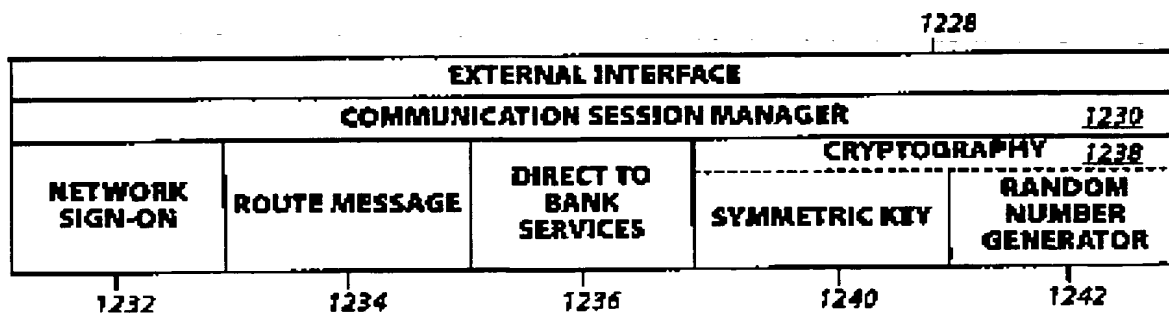 1228
EXTERNAL INTERFACE
COMMUNICATION SESSION MANAGER 1230
CRYPTOGRAPHY 1238
NETWORK
SIGN-ON
ROUTE MESSAGE
DIRECT TO
BANK
SERVICES
SYMMETRIC KEY
RANDOM
NUMBER
GENERATOR
1232 1234 1236 1240 1242